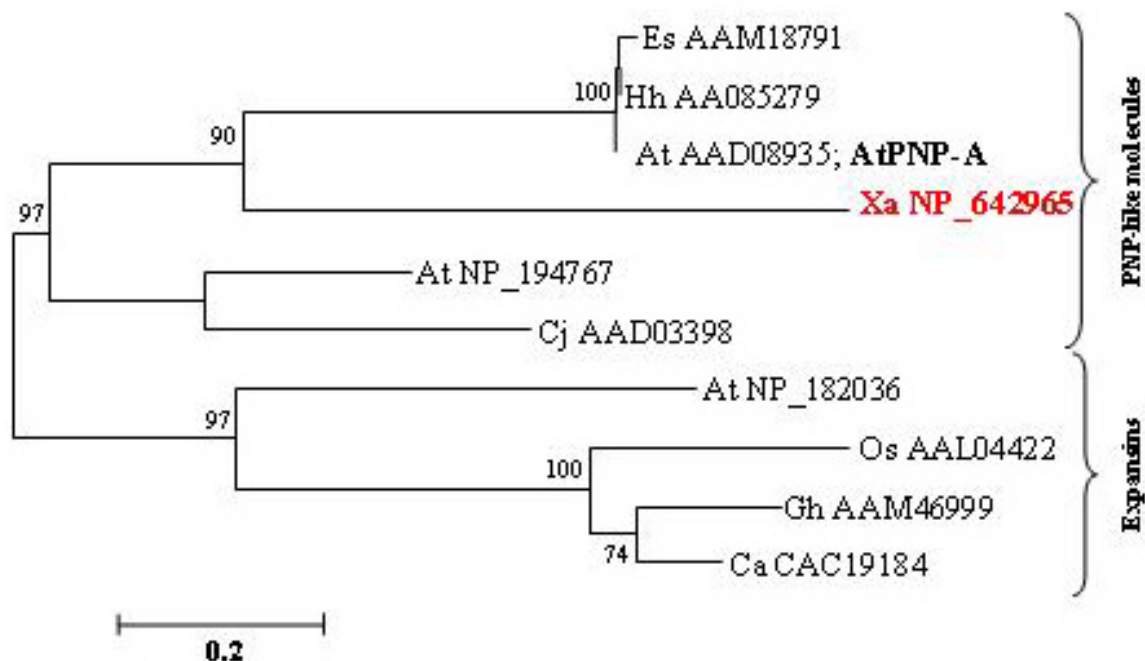 Es AAM18791
100
Hh AA085279
90
At AAD08935; AtPNP-A
Xa NP_642965
97
At NP_194767
Cj AAD03398
PNP-like molecules
At NP_182036
97
Os AAL04422
100
Gh AAM46999
74
Ca CAC19184
Expansins
0.2